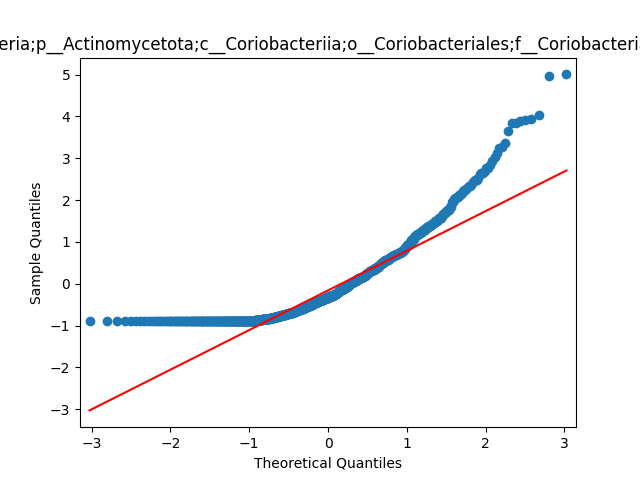 eria;p__Actinomycetota;c__Coriobacteriia;o__Coriobacteriales;f__Coriobacteria
5
4
3
2
1
0
−1
−2
−3
Sample Quantiles
−3 −2 −1 0 1 2 3
Theoretical Quantiles